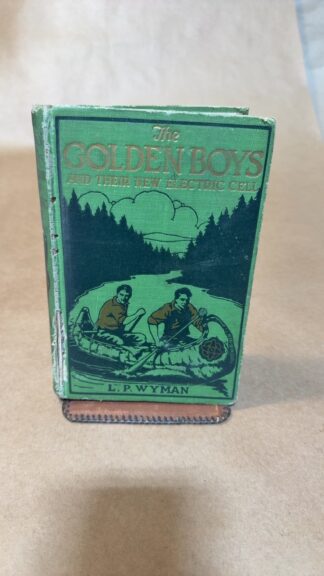 The
GOLDEN BOYS
AND THEIR NEW ELECTRIC CELL
L.P. WYMAN